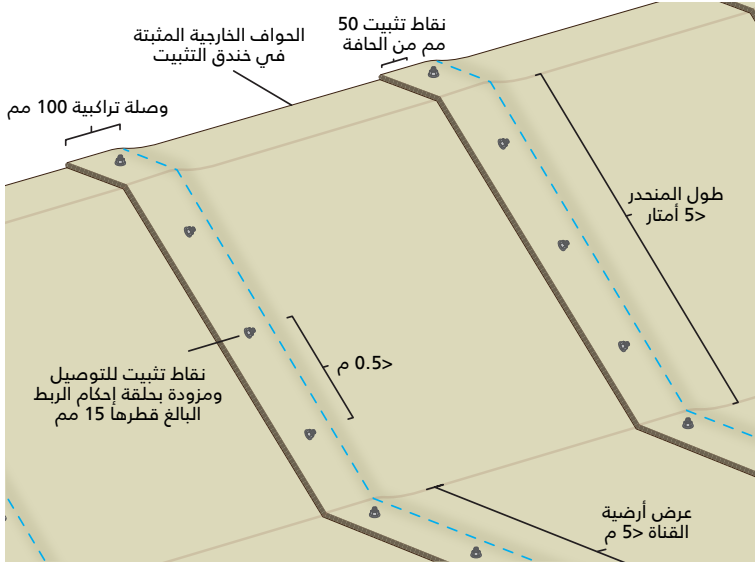 نقاط تثبيت 50
مم من الحافة
الحواف الخارجية المثبتة
في خندق التثبيت
وصلة تراكبية 100 مم
طول المنحدر
<5 أمتار
<0.5 م
نقاط تثبيت للتوصيل
ومزودة بحلقة إحكام الربط
البالغ قطرها 15 مم
عرض أرضية
القناة <5 م